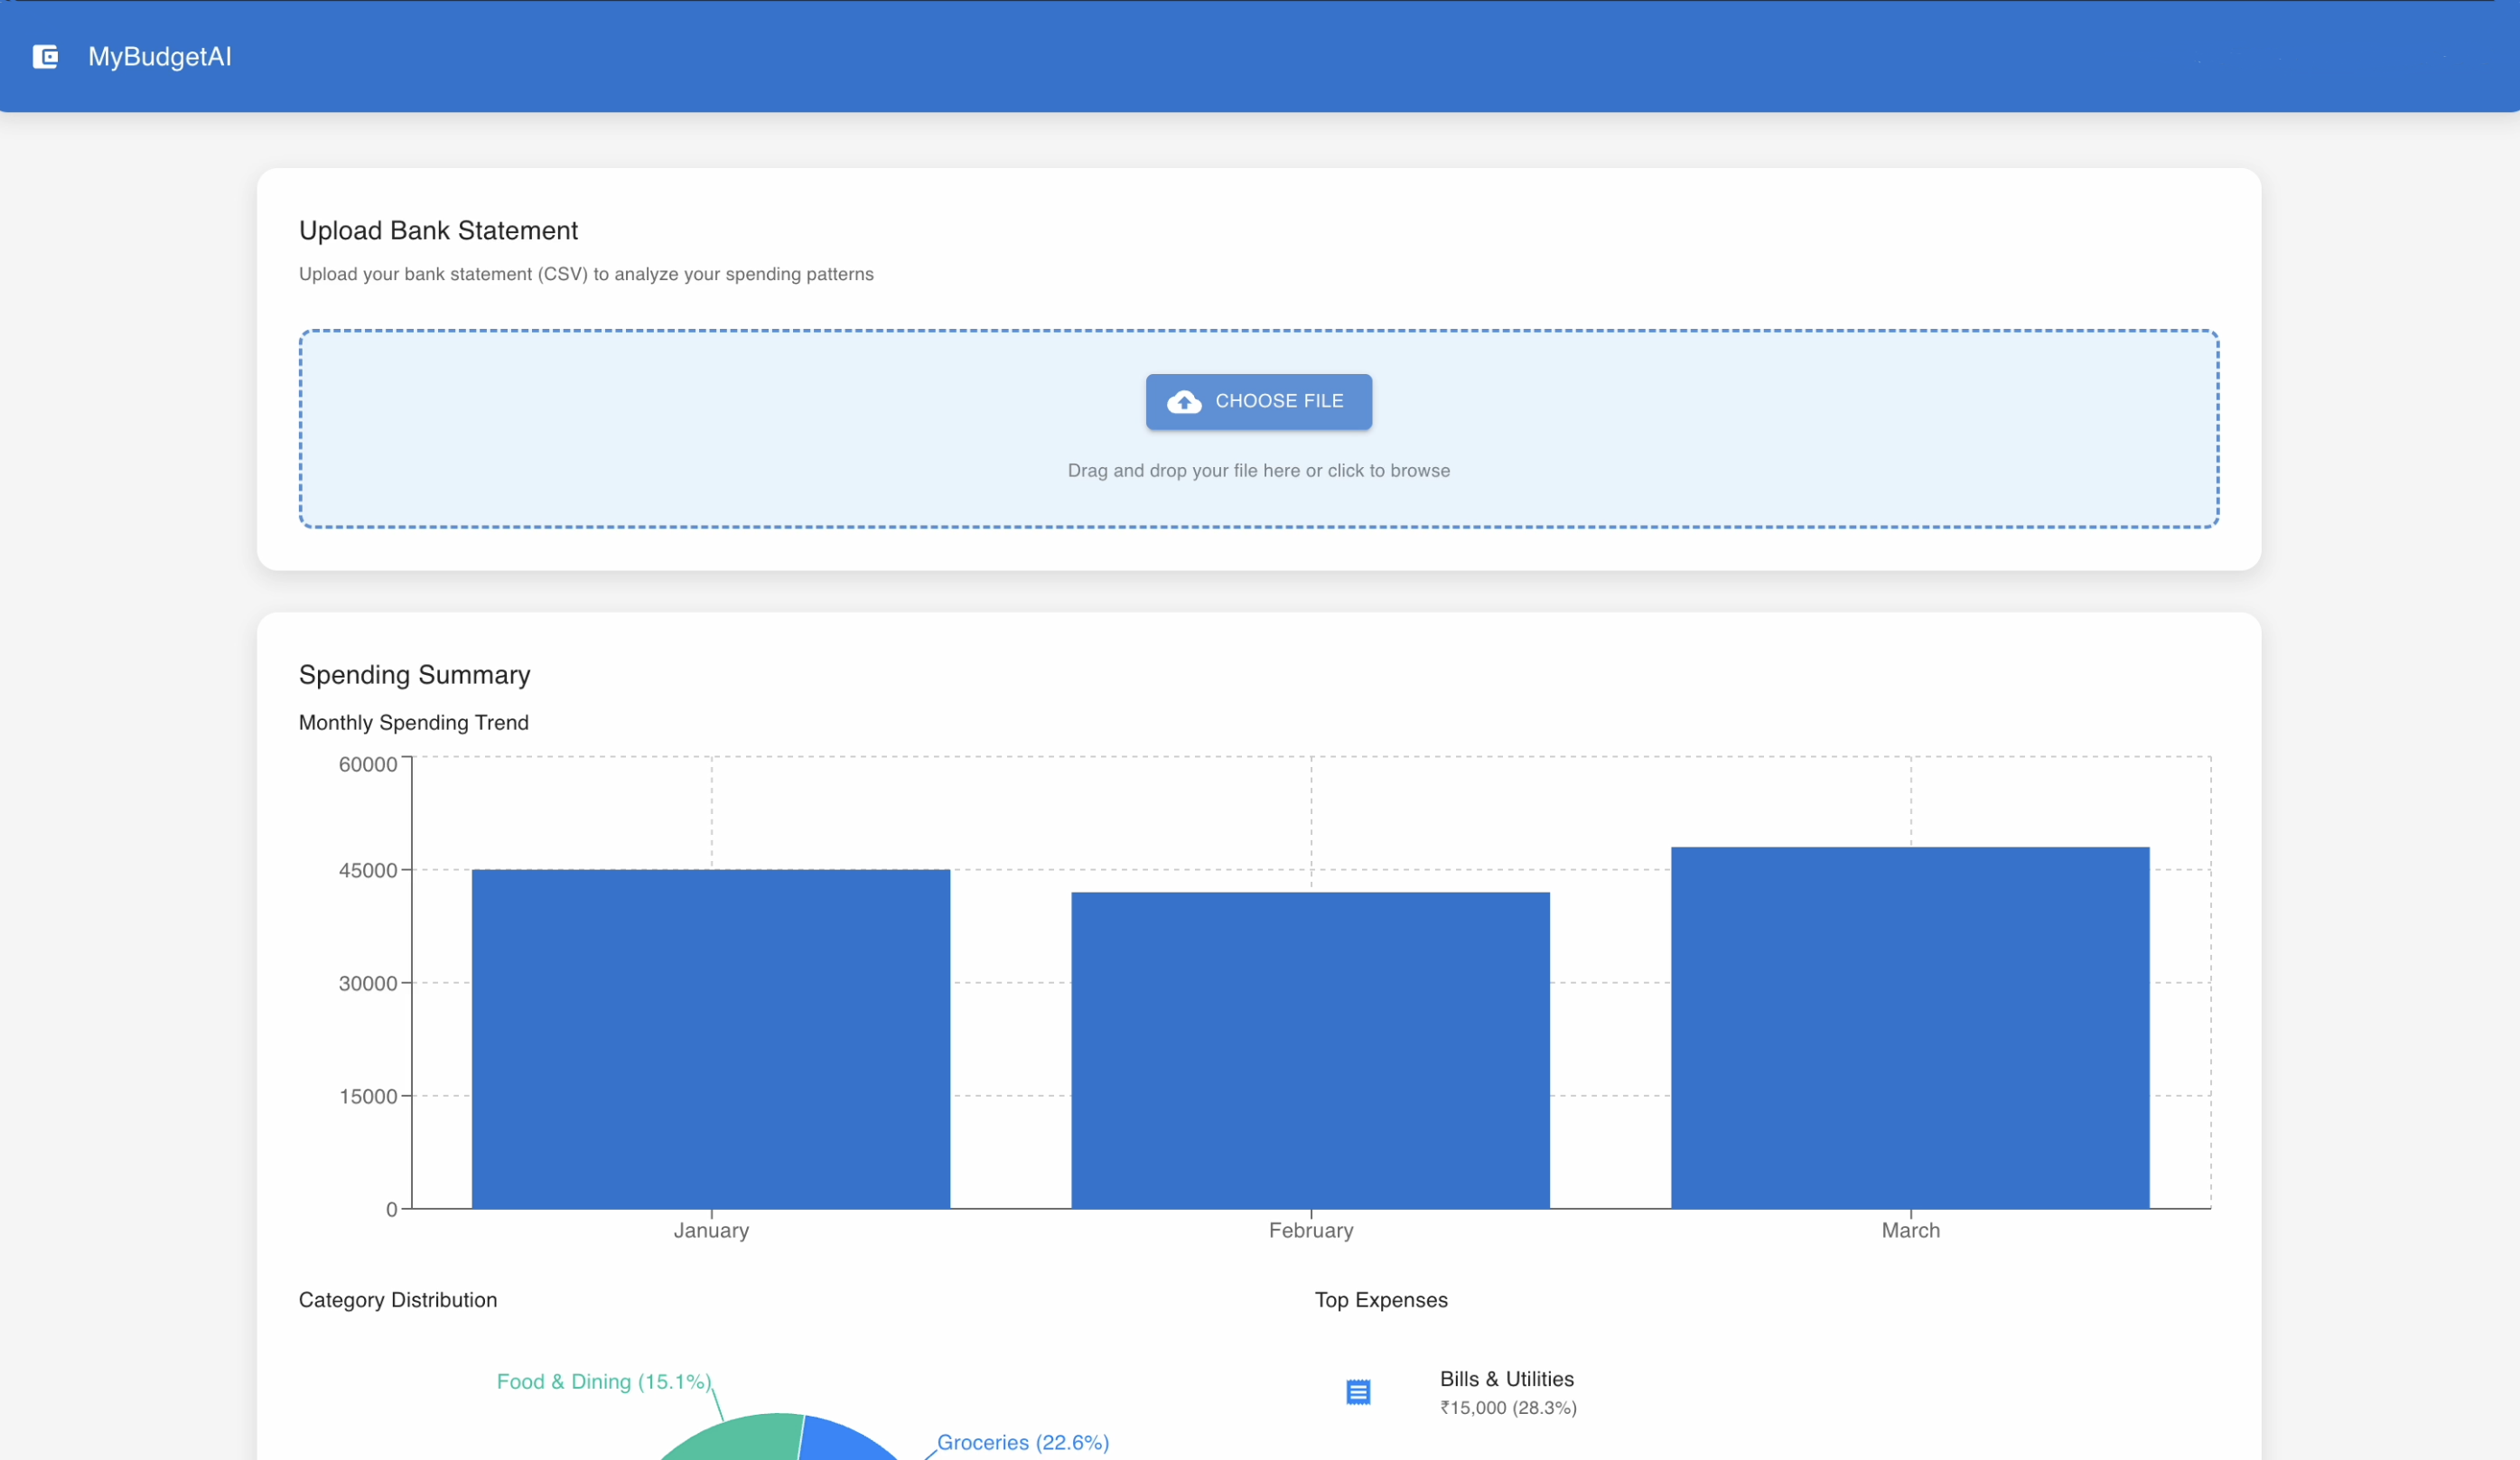 MyBudgetAI
Upload Bank Statement
Upload your bank statement (CSV) to analyze your spending patterns
CHOOSE FILE
Drag and drop your file here or click to browse
Spending Summary
Monthly Spending Trend
60000
45000
30000
15000
0
January February March
Category Distribution
Food & Dining (15.1%)
Groceries (22.6%)
Top Expenses
Bills & Utilities
₹15,000 (28.3%)